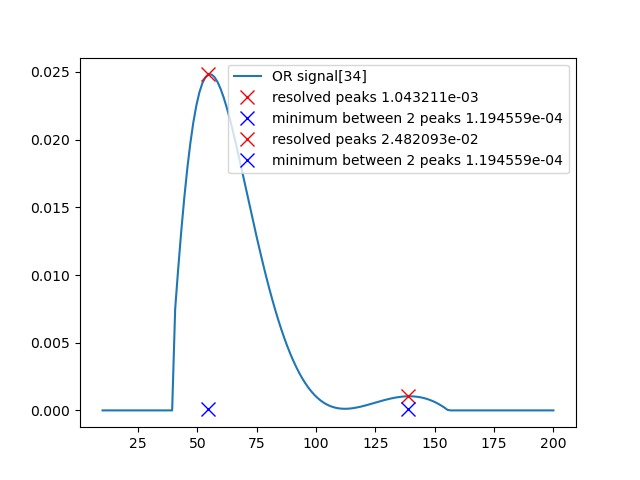 0.025
0.020
0.015
0.010
0.005
0.000
OR signal[34]
resolved peaks 1.043211e-03
minimum between 2 peaks 1.194559e-04
resolved peaks 2.482093e-02
minimum between 2 peaks 1.194559e-04
25 50 75 100 125 150 175 200